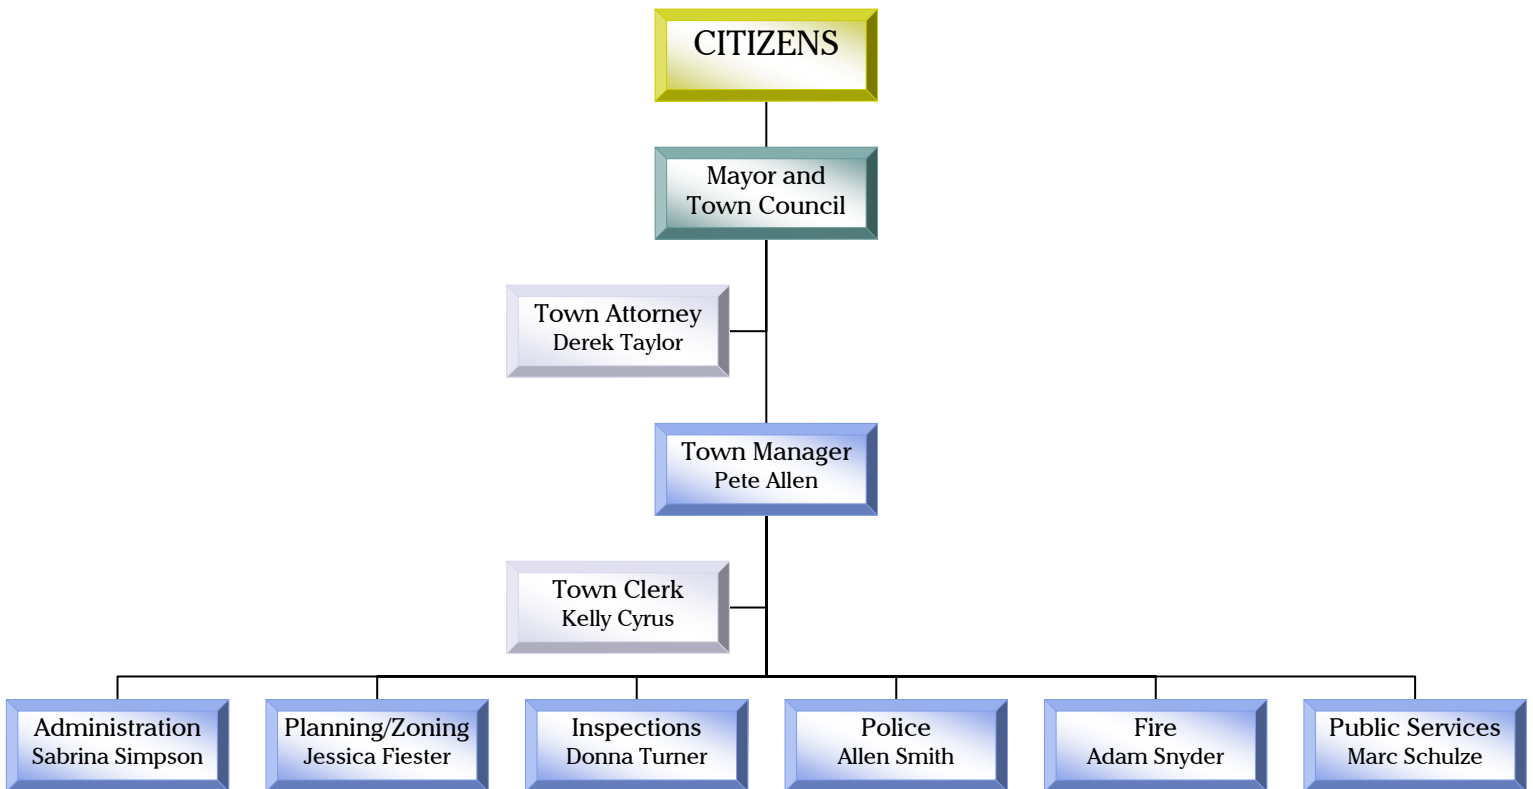 CITIZENS
Mayor and
Town Council
Town Attorney
Derek Taylor
Town Manager
Pete Allen
Town Clerk
Kelly Cyrus
Administration
Sabrina Simpson
Planning/Zoning
Jessica Fiester
Inspections
Donna Turner
Police
Allen Smith
Fire
Adam Snyder
Public Services
Marc Schulze